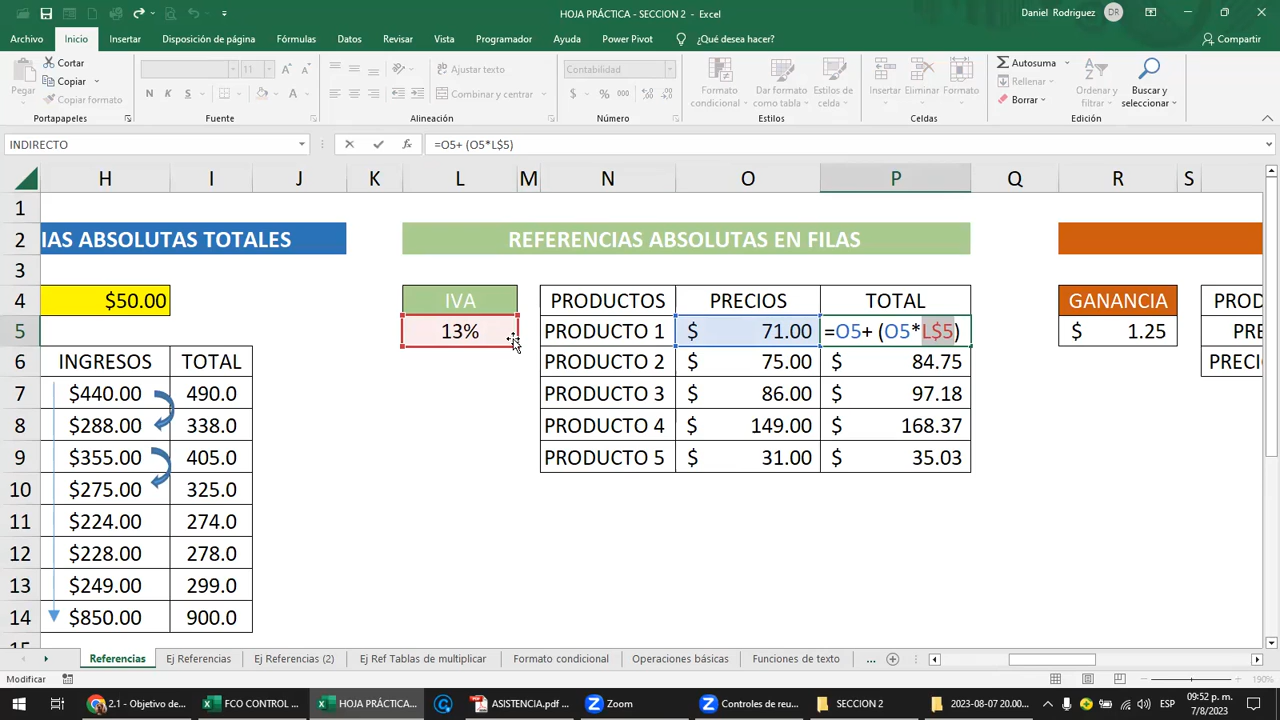 HOJA PRÁCTICA - SECCION 2 - Excel
Daniel Rodriguez DR
Archivo Inicio Insertar Disposición de página Fórmulas Datos Revisar Vista Programador Ayuda Power Pivot ¿Qué desea hacer? Compartir
Pegar Cortar Copiar Copiar formato
11
N K S
Ajustar texto
Combinar y centrar
Contabilidad
$ % 000
Formato condicional Dar formato como tabla Estilos de celda
Insertar Eliminar Formato
Autosuma
Rellenar
Borrar
Ordenar y filtrar
Buscar y seleccionar
Portapapeles Fuente Alineación Número Estilos Celdas Edición
INDIRECTO fx =O5+ (O5*L$5)
H I J K L M N O P Q R S
1
2 IAS ABSOLUTAS TOTALES REFERENCIAS ABSOLUTAS EN FILAS
3
4 $50.00 IVA PRODUCTOS PRECIOS TOTAL GANANCIA PROD
5 13% PRODUCTO 1 $ 71.00 =O5+ (O5*L$5) $ 1.25 PRE
6 INGRESOS TOTAL PRODUCTO 2 $ 75.00 $ 84.75 PRECI
7 $440.00 490.0 PRODUCTO 3 $ 86.00 $ 97.18
8 $288.00 338.0 PRODUCTO 4 $ 149.00 $ 168.37
9 $355.00 405.0 PRODUCTO 5 $ 31.00 $ 35.03
10 $275.00 325.0
11 $224.00 274.0
12 $228.00 278.0
13 $249.00 299.0
14 $850.00 900.0
15
Referencias Ej Referencias Ej Referencias (2) Ej Ref Tablas de multiplicar Formato condicional Operaciones básicas Funciones de texto ...
Modificar 190%
2.1 - Objetivo de... FCO CONTROL ... HOJA PRÁCTICA... ASISTENCIA.pdf ... Zoom Controles de reu... SECCION 2 2023-08-07 20.00... ESP 09:52 p. m.
7/8/2023